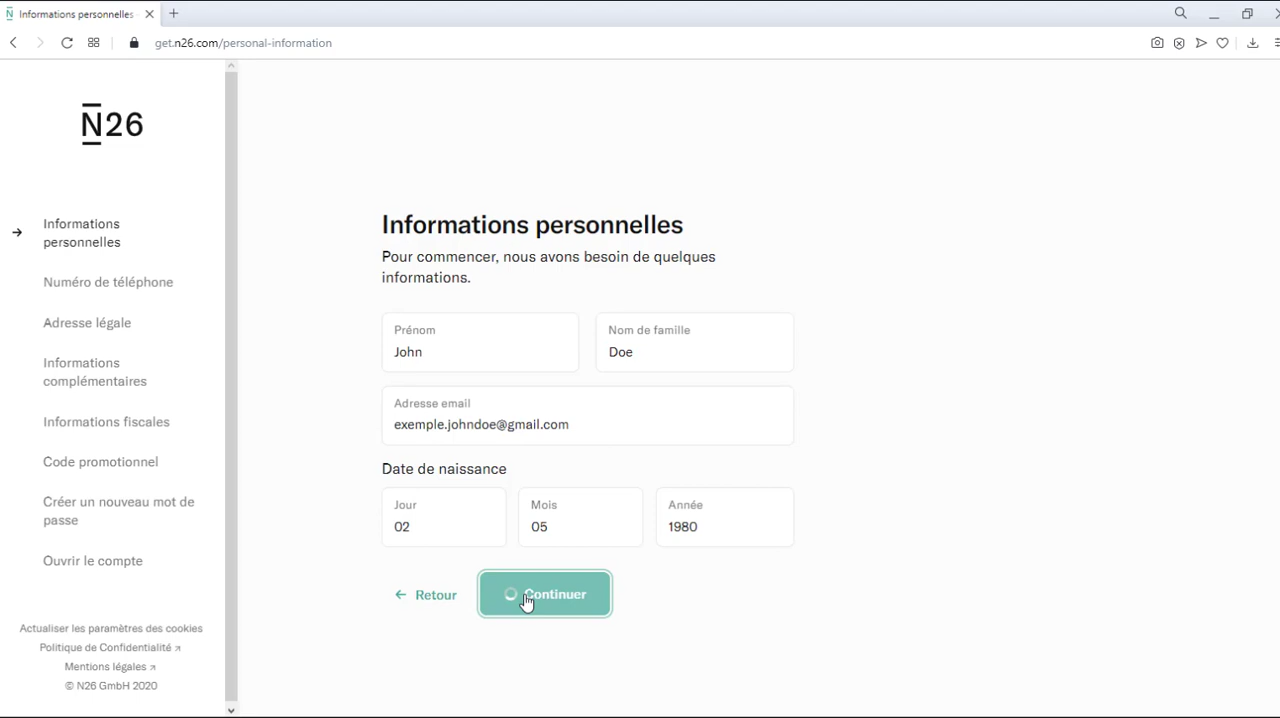 Informations personnelles
get.n26.com/personal-information
N26
Informations
personnelles
Numéro de téléphone
Adresse légale
Informations
complémentaires
Informations fiscales
Code promotionnel
Créer un nouveau mot de
passe
Ouvrir le compte
Actualiser les paramètres des cookies
Politique de Confidentialité
Mentions légales
© N26 GmbH 2020
Informations personnelles
Pour commencer, nous avons besoin de quelques
informations.
Prénom
John
Nom de famille
Doe
Adresse email
exemple.johndoe@gmail.com
Date de naissance
Jour
02
Mois
05
Année
1980
Retour
Continuer